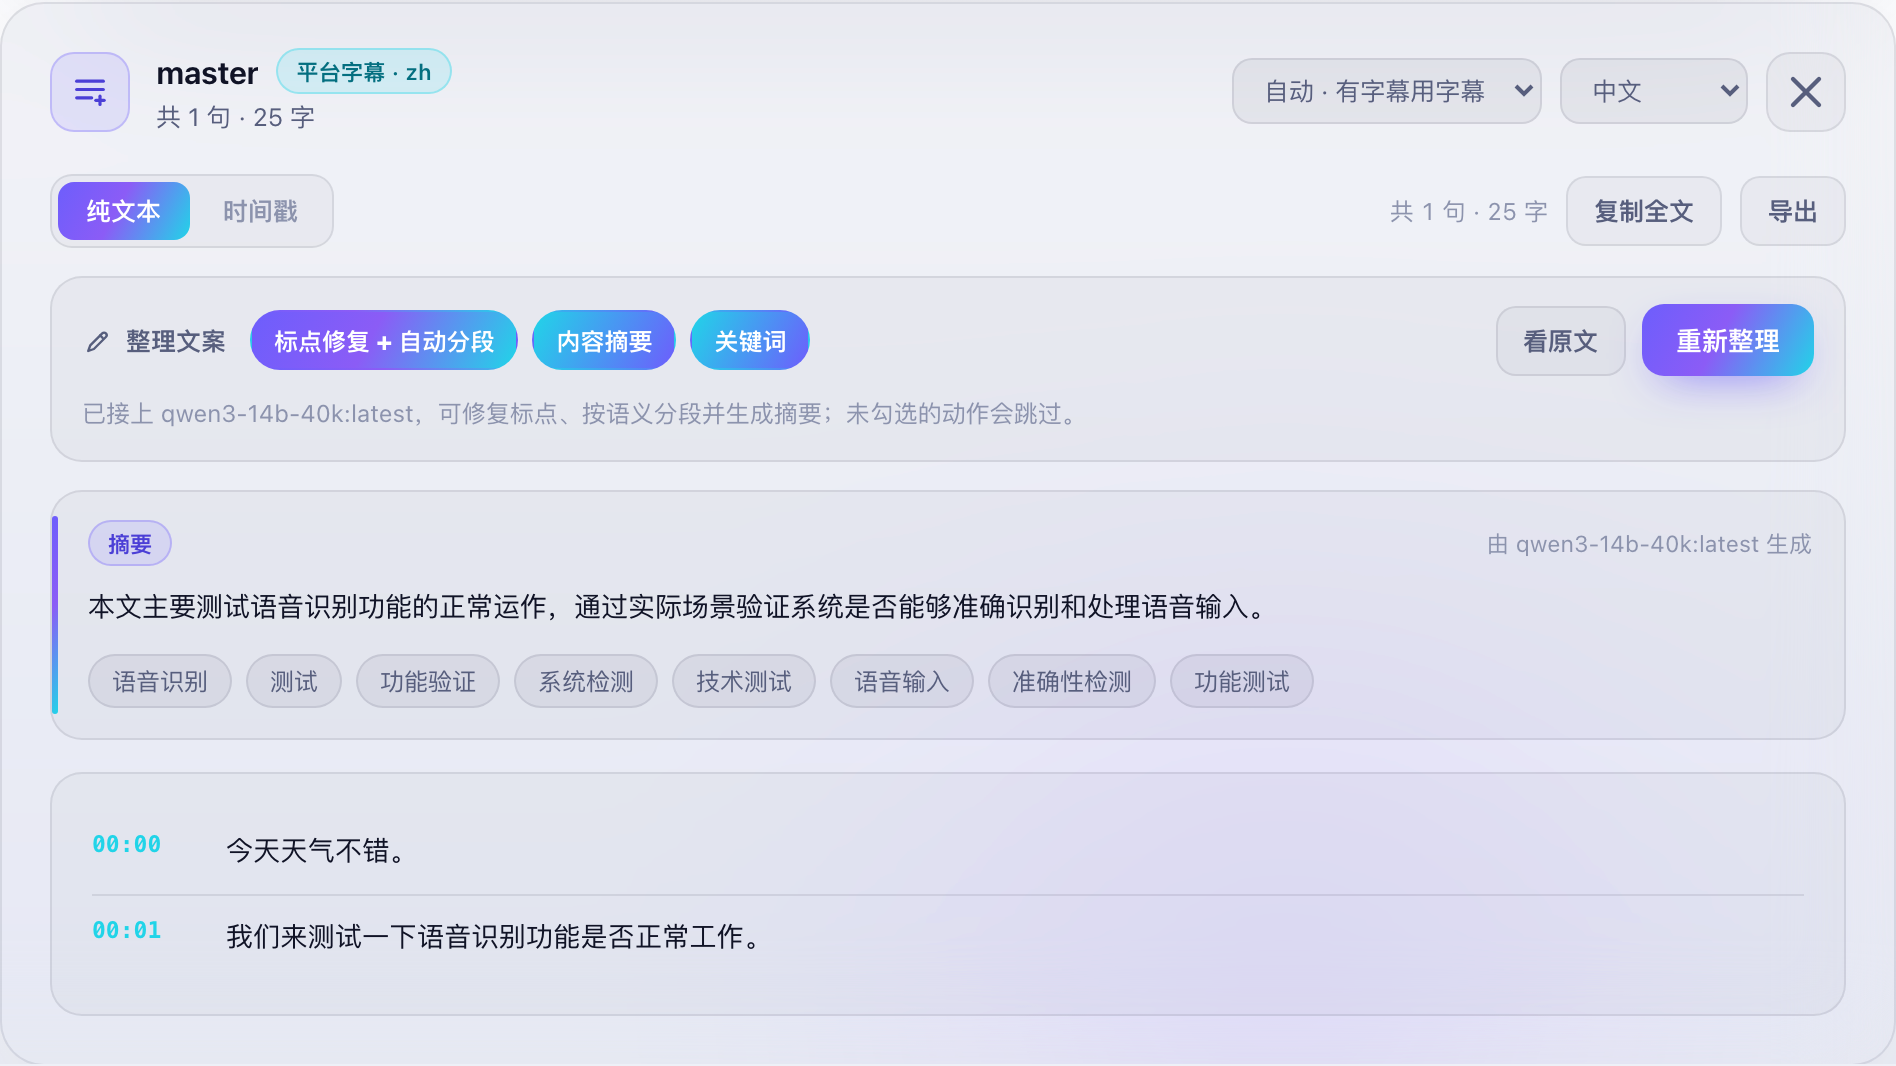 master 平台字幕 · zh
共 1 句 · 25 字
自动 · 有字幕用字幕 中文
纯文本 时间戳 共 1 句 · 25 字 复制全文 导出
整理文案 标点修复 + 自动分段 内容摘要 关键词 看原文 重新整理
已接上 qwen3-14b-40k:latest，可修复标点、按语义分段并生成摘要；未勾选的动作会跳过。
摘要 由 qwen3-14b-40k:latest 生成
本文主要测试语音识别功能的正常运作，通过实际场景验证系统是否能够准确识别和处理语音输入。
语音识别 测试 功能验证 系统检测 技术测试 语音输入 准确性检测 功能测试
00:00 今天天气不错。
00:01 我们来测试一下语音识别功能是否正常工作。